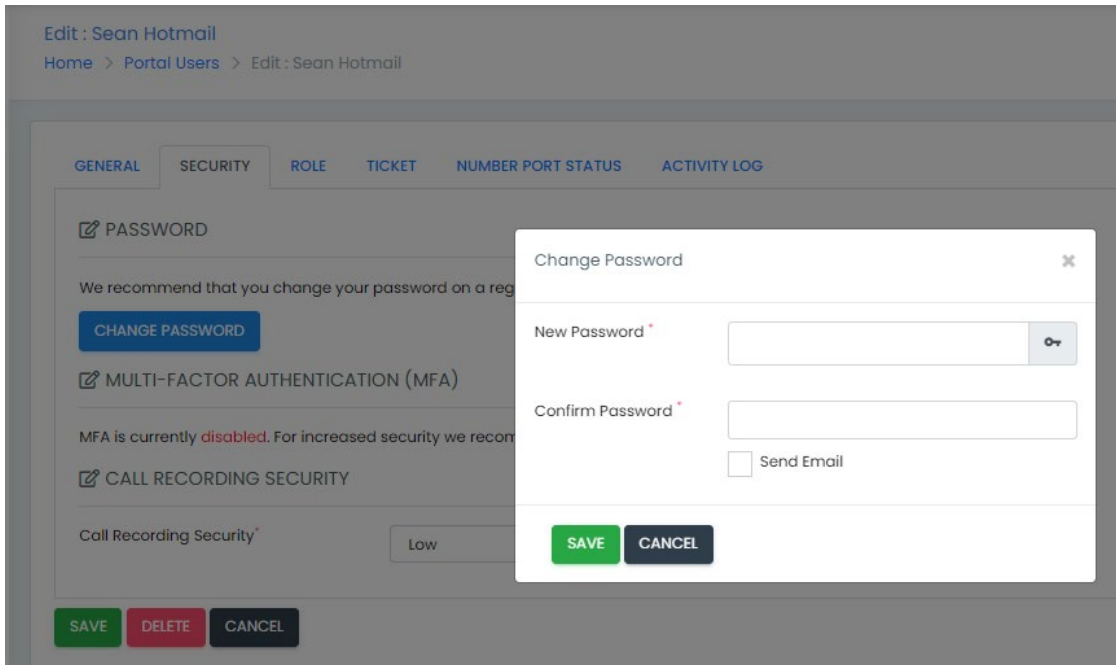 Edit : Sean Hotmail
Home > Portal Users > Edit : Sean Hotmail
GENERAL SECURITY ROLE TICKET NUMBER PORT STATUS ACTIVITY LOG
PASSWORD
We recommend that you change your password on a reg
CHANGE PASSWORD
MULTI-FACTOR AUTHENTICATION (MFA)
MFA is currently disabled. For increased security we recom
CALL RECORDING SECURITY
Call Recording Security*
Low
SAVE DELETE CANCEL
Change Password ×
New Password *
Confirm Password *
Send Email
SAVE CANCEL